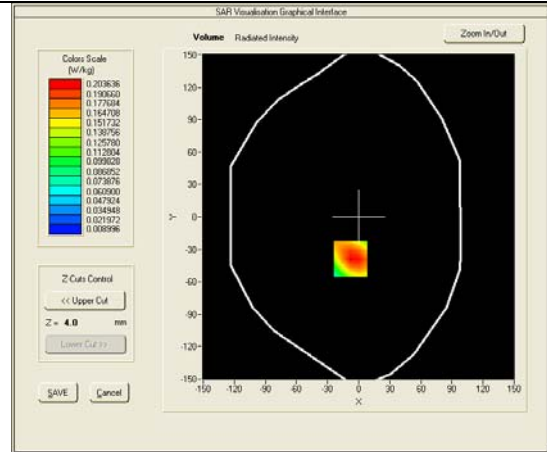 SAR Visualisation Graphical Interface
Volume Radiated Intensity
Zoom In/Out
Colors Scale
(W/kg)
0.203636
0.190660
0.177684
0.164708
0.151732
0.138756
0.125780
0.112804
0.099828
0.086852
0.073876
0.060900
0.047924
0.034948
0.021972
0.008996
Z Cuts Control
<< Upper Cut
Z = 4.0 mm
Lower Cut >>
SAVE Cancel
150
120
90
60
30
0
-30
-60
-90
-120
-150
Y
-150 -120 -90 -60 -30 0 30 60 90 120 150
X